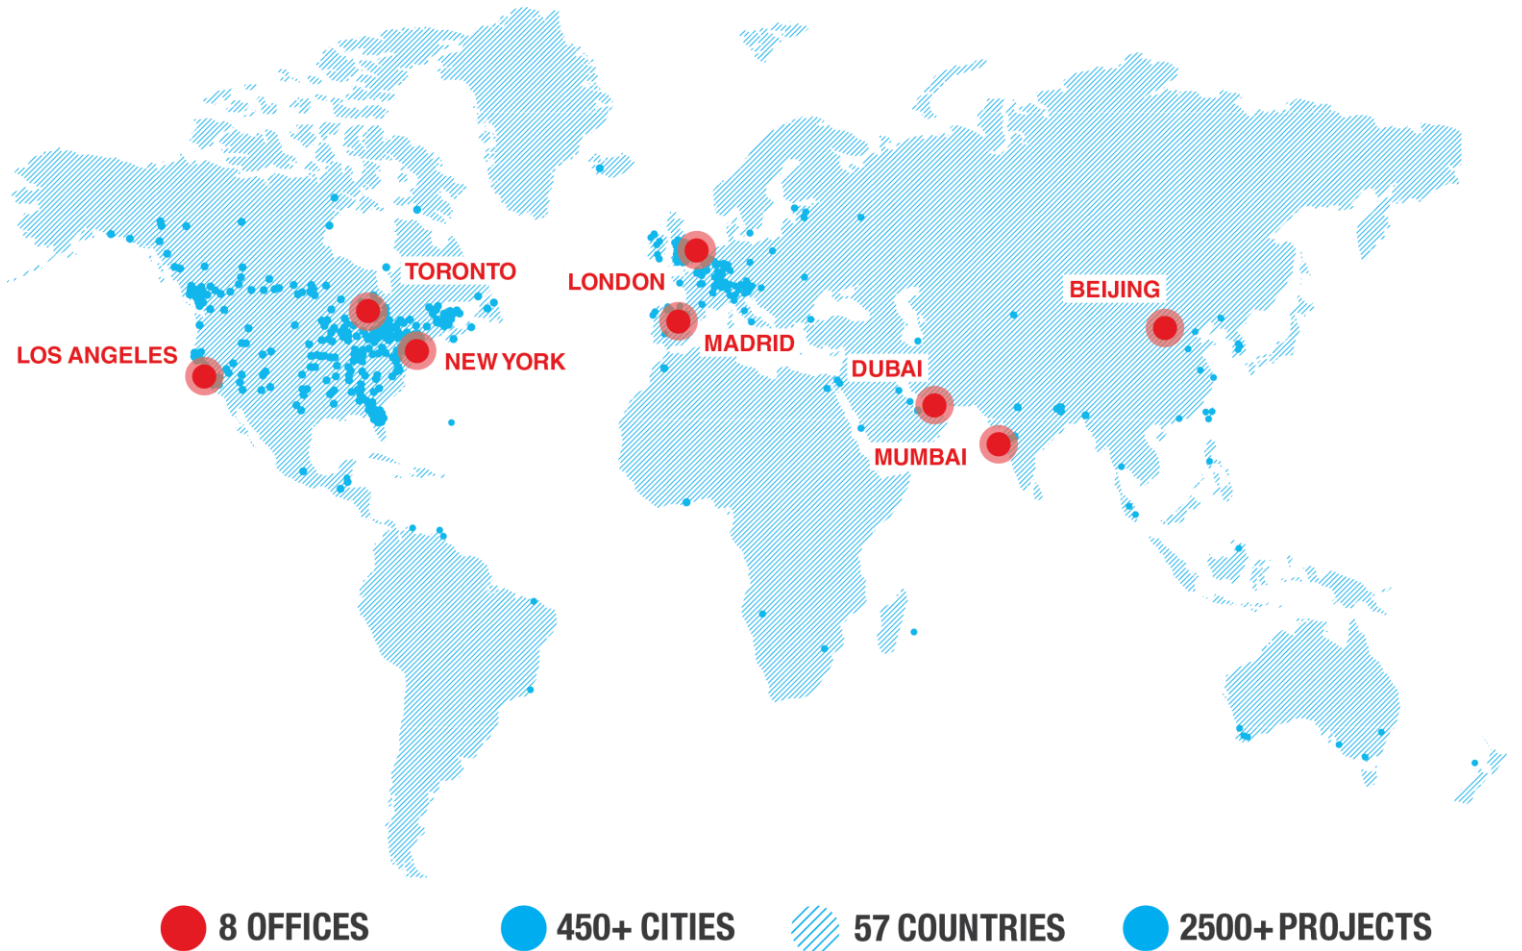 TORONTO
LONDON
BEIJING
LOS ANGELES
NEW YORK
MADRID
DUBAI
MUMBAI
8 OFFICES
450+ CITIES
57 COUNTRIES
2500+ PROJECTS